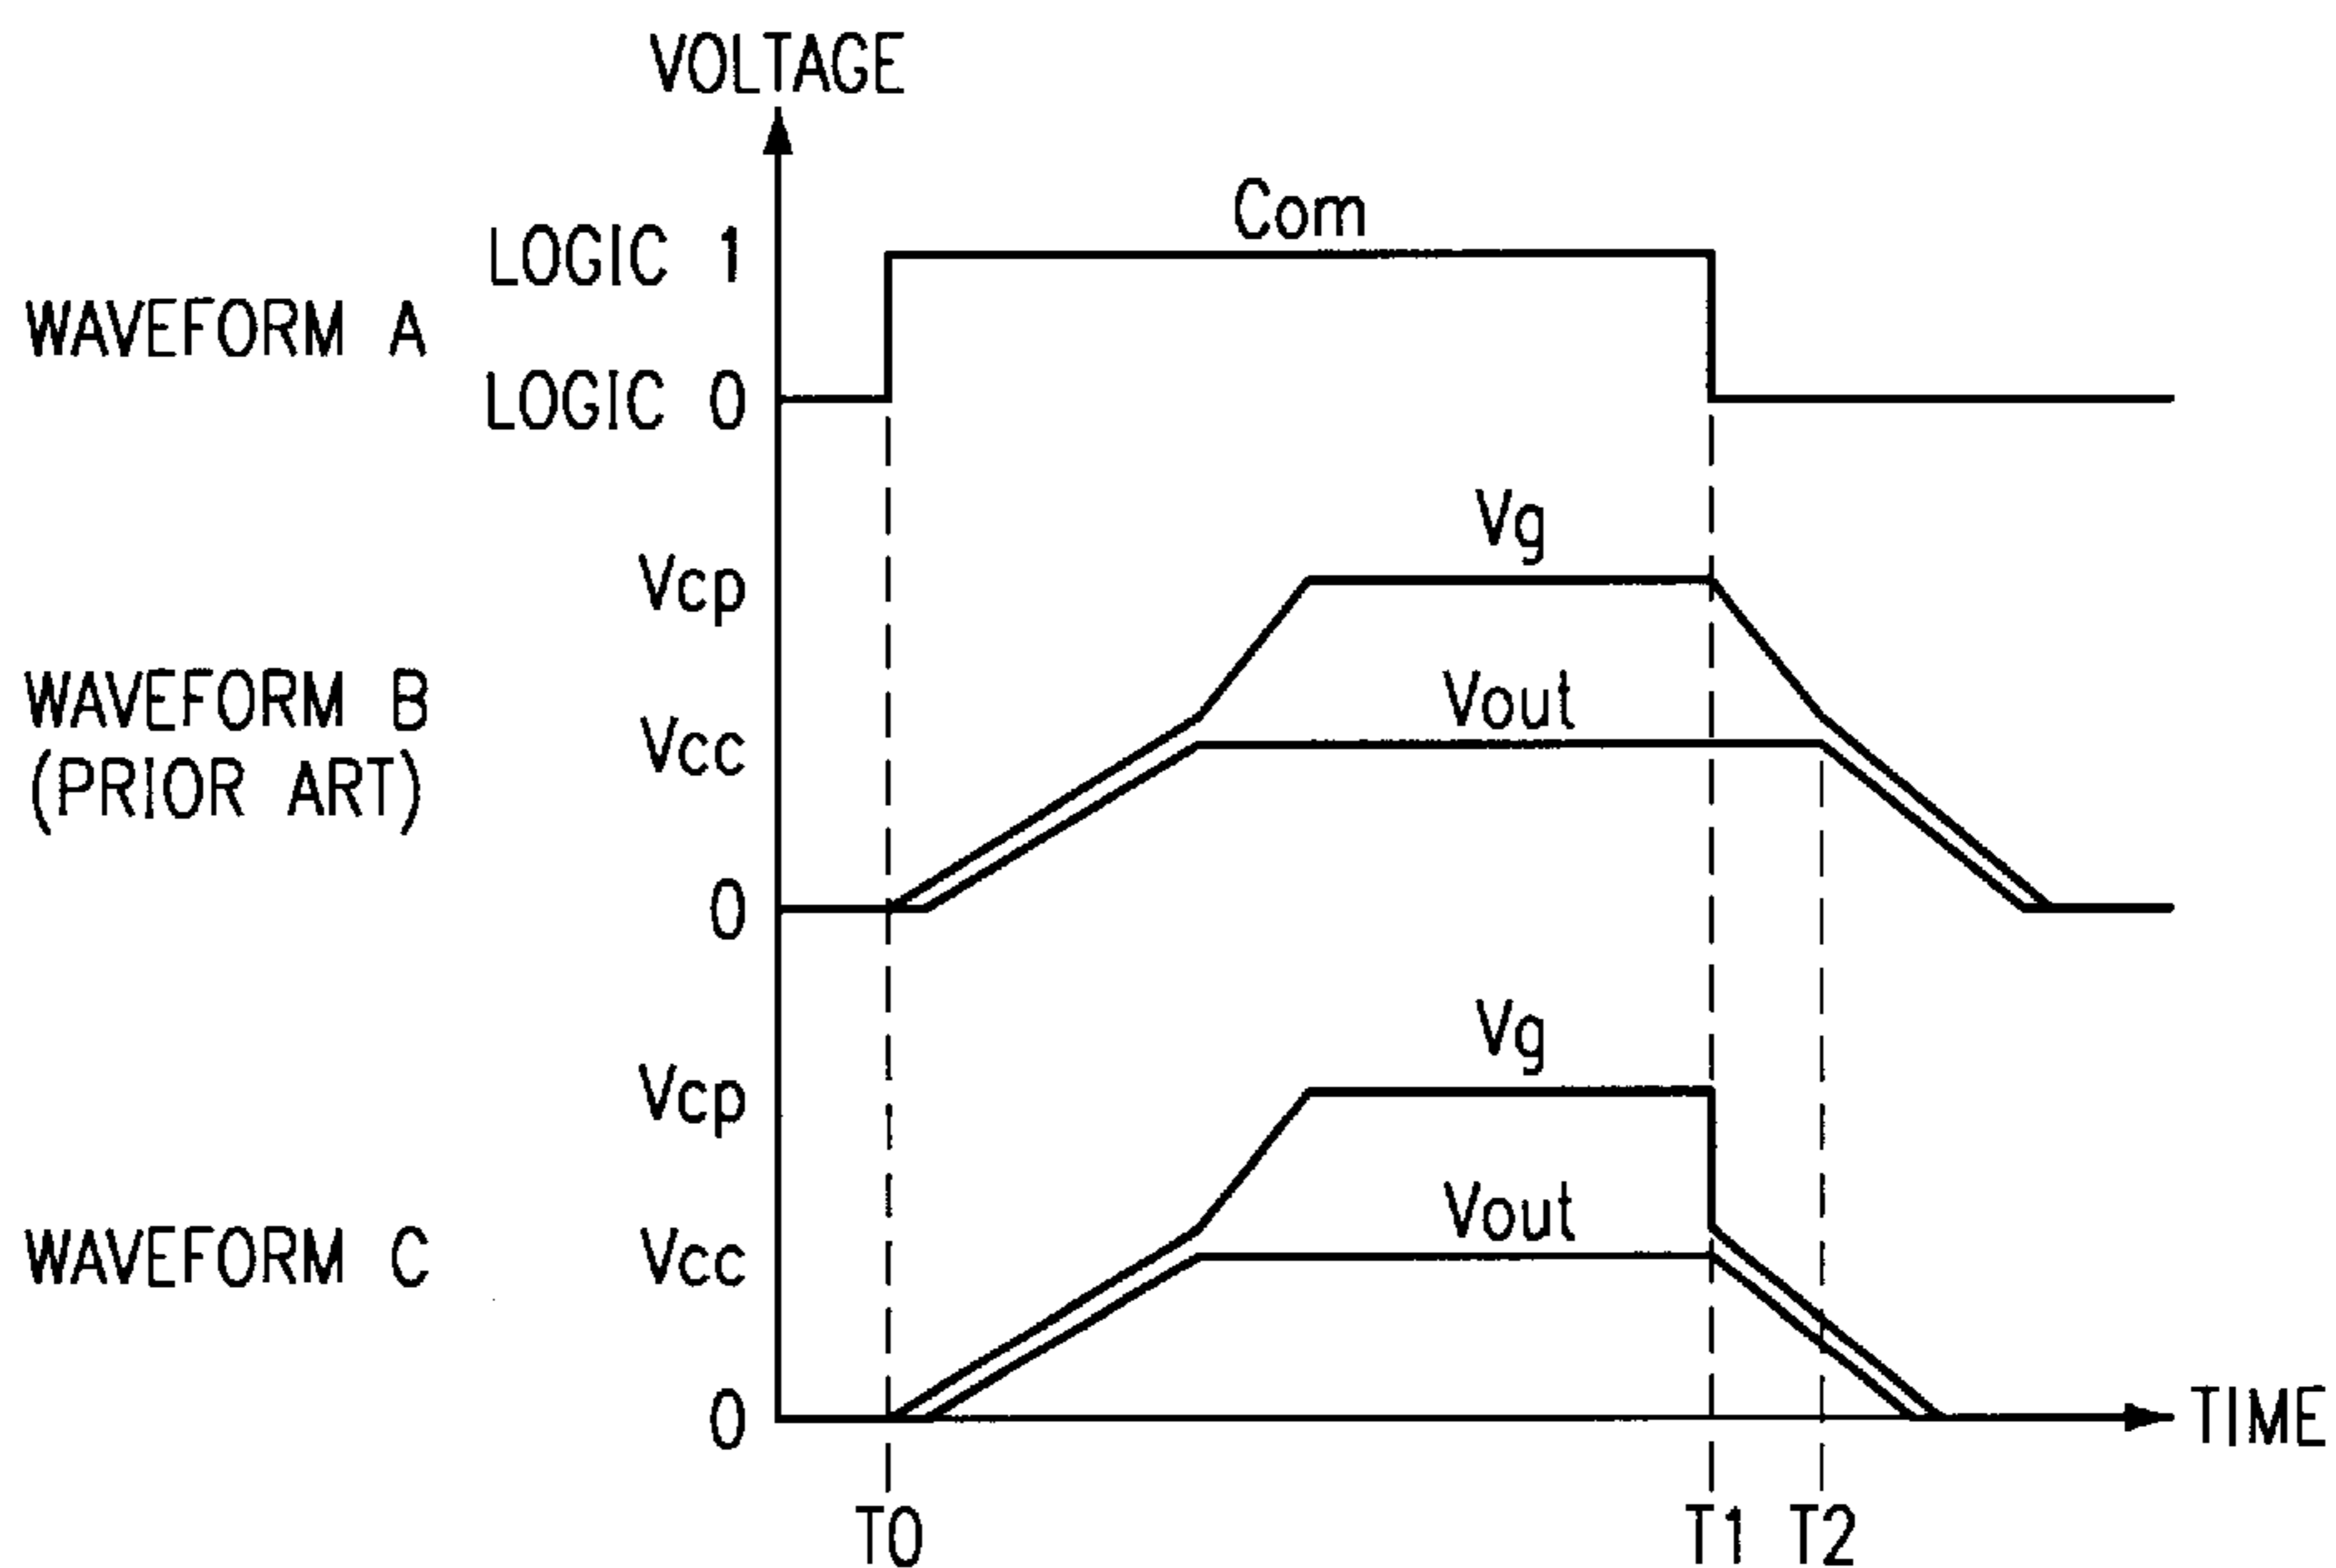 VOLTAGE
Com
LOGIC 1
WAVEFORM A
LOGIC 0
Vg
Vcp
WAVEFORM B
(PRIOR ART)
Vout
Vcc
0
Vg
Vcp
Vout
WAVEFORM C
Vcc
0
TIME
T0
T1
T2